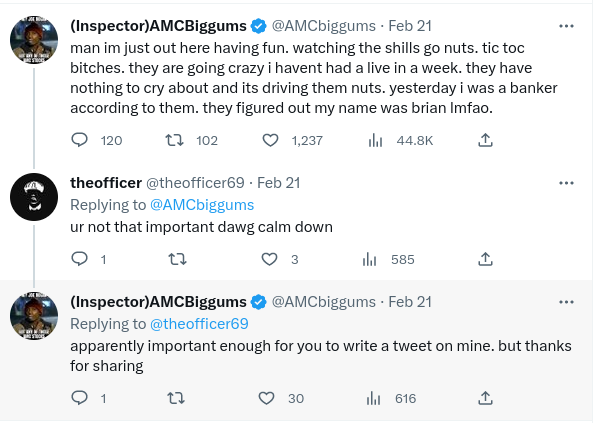 (Inspector)AMCBiggums @AMCbiggums · Feb 21
man im just out here having fun. watching the shills go nuts. tic toc
bitches. they are going crazy i havent had a live in a week. they have
nothing to cry about and its driving them nuts. yesterday i was a banker
according to them. they figured out my name was brian lmfao.
120 102 1,237 44.8K
theofficer @theofficer69 · Feb 21
Replying to @AMCbiggums
ur not that important dawg calm down
1 3 585
(Inspector)AMCBiggums @AMCbiggums · Feb 21
Replying to @theofficer69
apparently important enough for you to write a tweet on mine. but thanks
for sharing
1 30 616